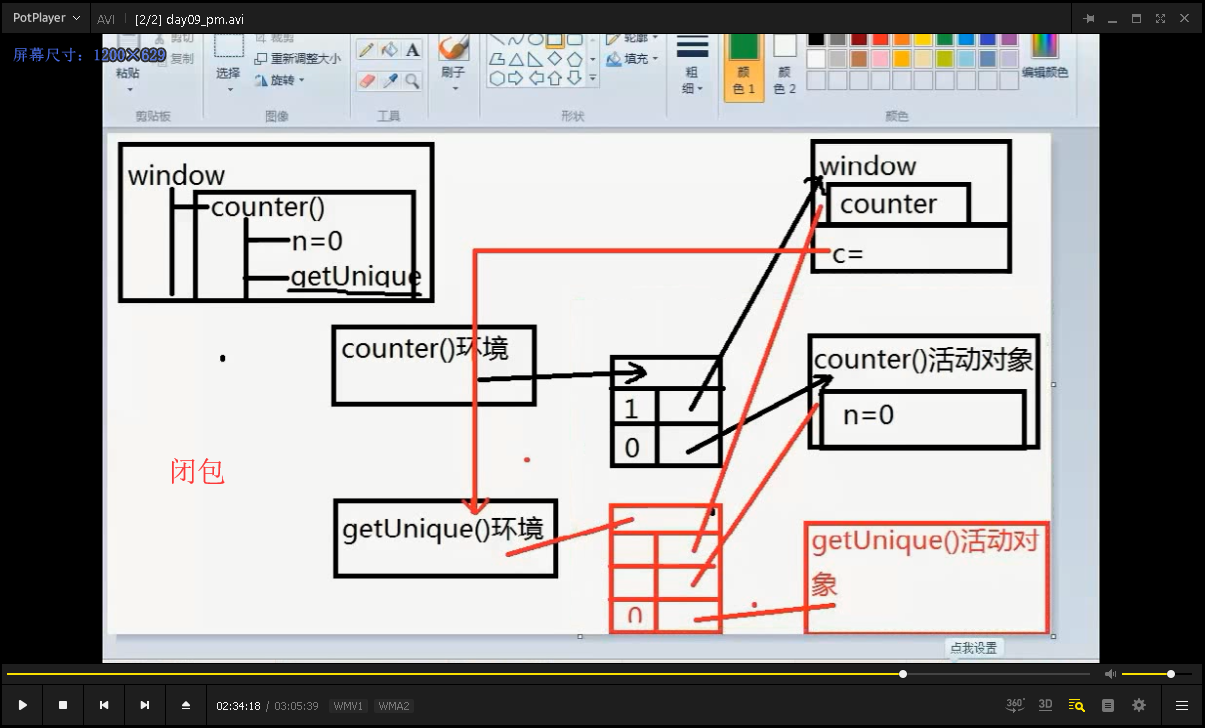 PotPlayer
AVI
[2/2] day09_pm.avi
屏幕尺寸：1200×629
剪切
复制
粘贴
剪贴板
裁剪
重新调整大小
选择
旋转
图像
A
工具
刷子
轮廓
填充
形状
粗
细
颜
色 1
颜
色 2
编辑颜色
颜色
window
counter()
n=0
getUnique
window
counter
c=
counter()环境
1
0
counter()活动对象
n=0
闭包
getUnique()环境
0
getUnique()活动对
象
点我设置
02:34:18 / 03:05:39
WMV1
WMA2
360°
3D